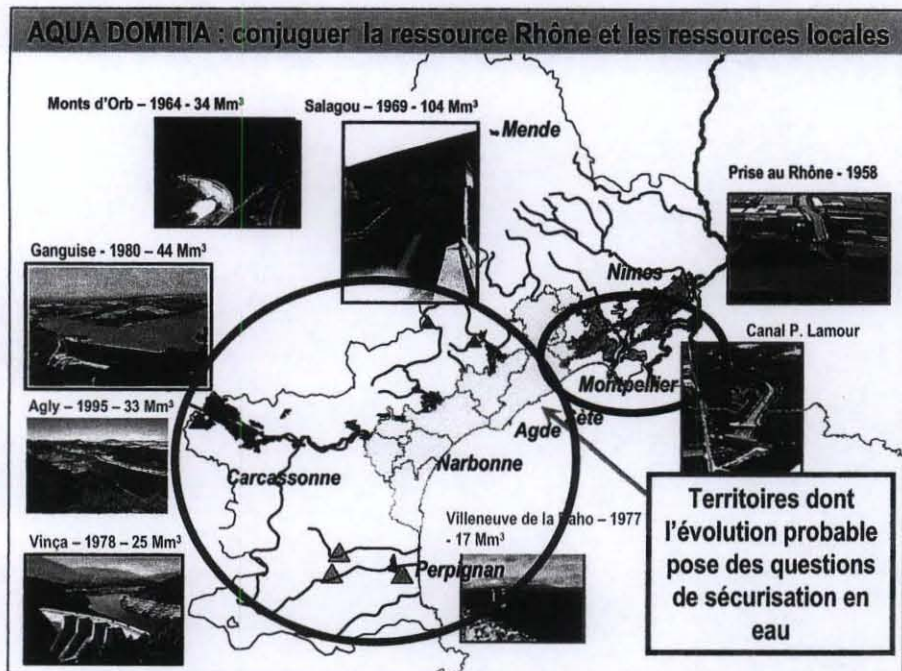 AQUA DOMITIA : conjuguer la ressource Rhône et les ressources locales
Monts d'Orb – 1964 - 34 Mm³
Salagou – 1969 - 104 Mm³
Mende
Prise au Rhône - 1958
Ganguise - 1980 – 44 Mm³
Nîmes
Canal P. Lamour
Montpellier
Agly – 1995 – 33 Mm³
Agde
ète
Carcassonne
Narbonne
Territoires dont
l'évolution probable
pose des questions
de sécurisation en
eau
Vinça – 1978 – 25 Mm³
Villeneuve de la Raho – 1977
- 17 Mm³
Perpignan